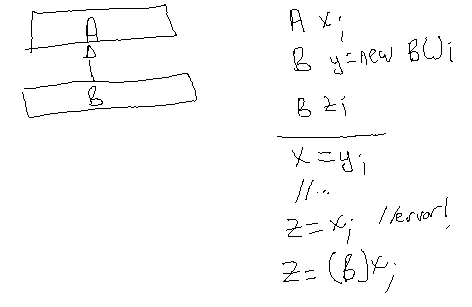 A
B
A x;
B y=new B();
B z;
x=y;
//...
z=x; //error!
z=(B)x;